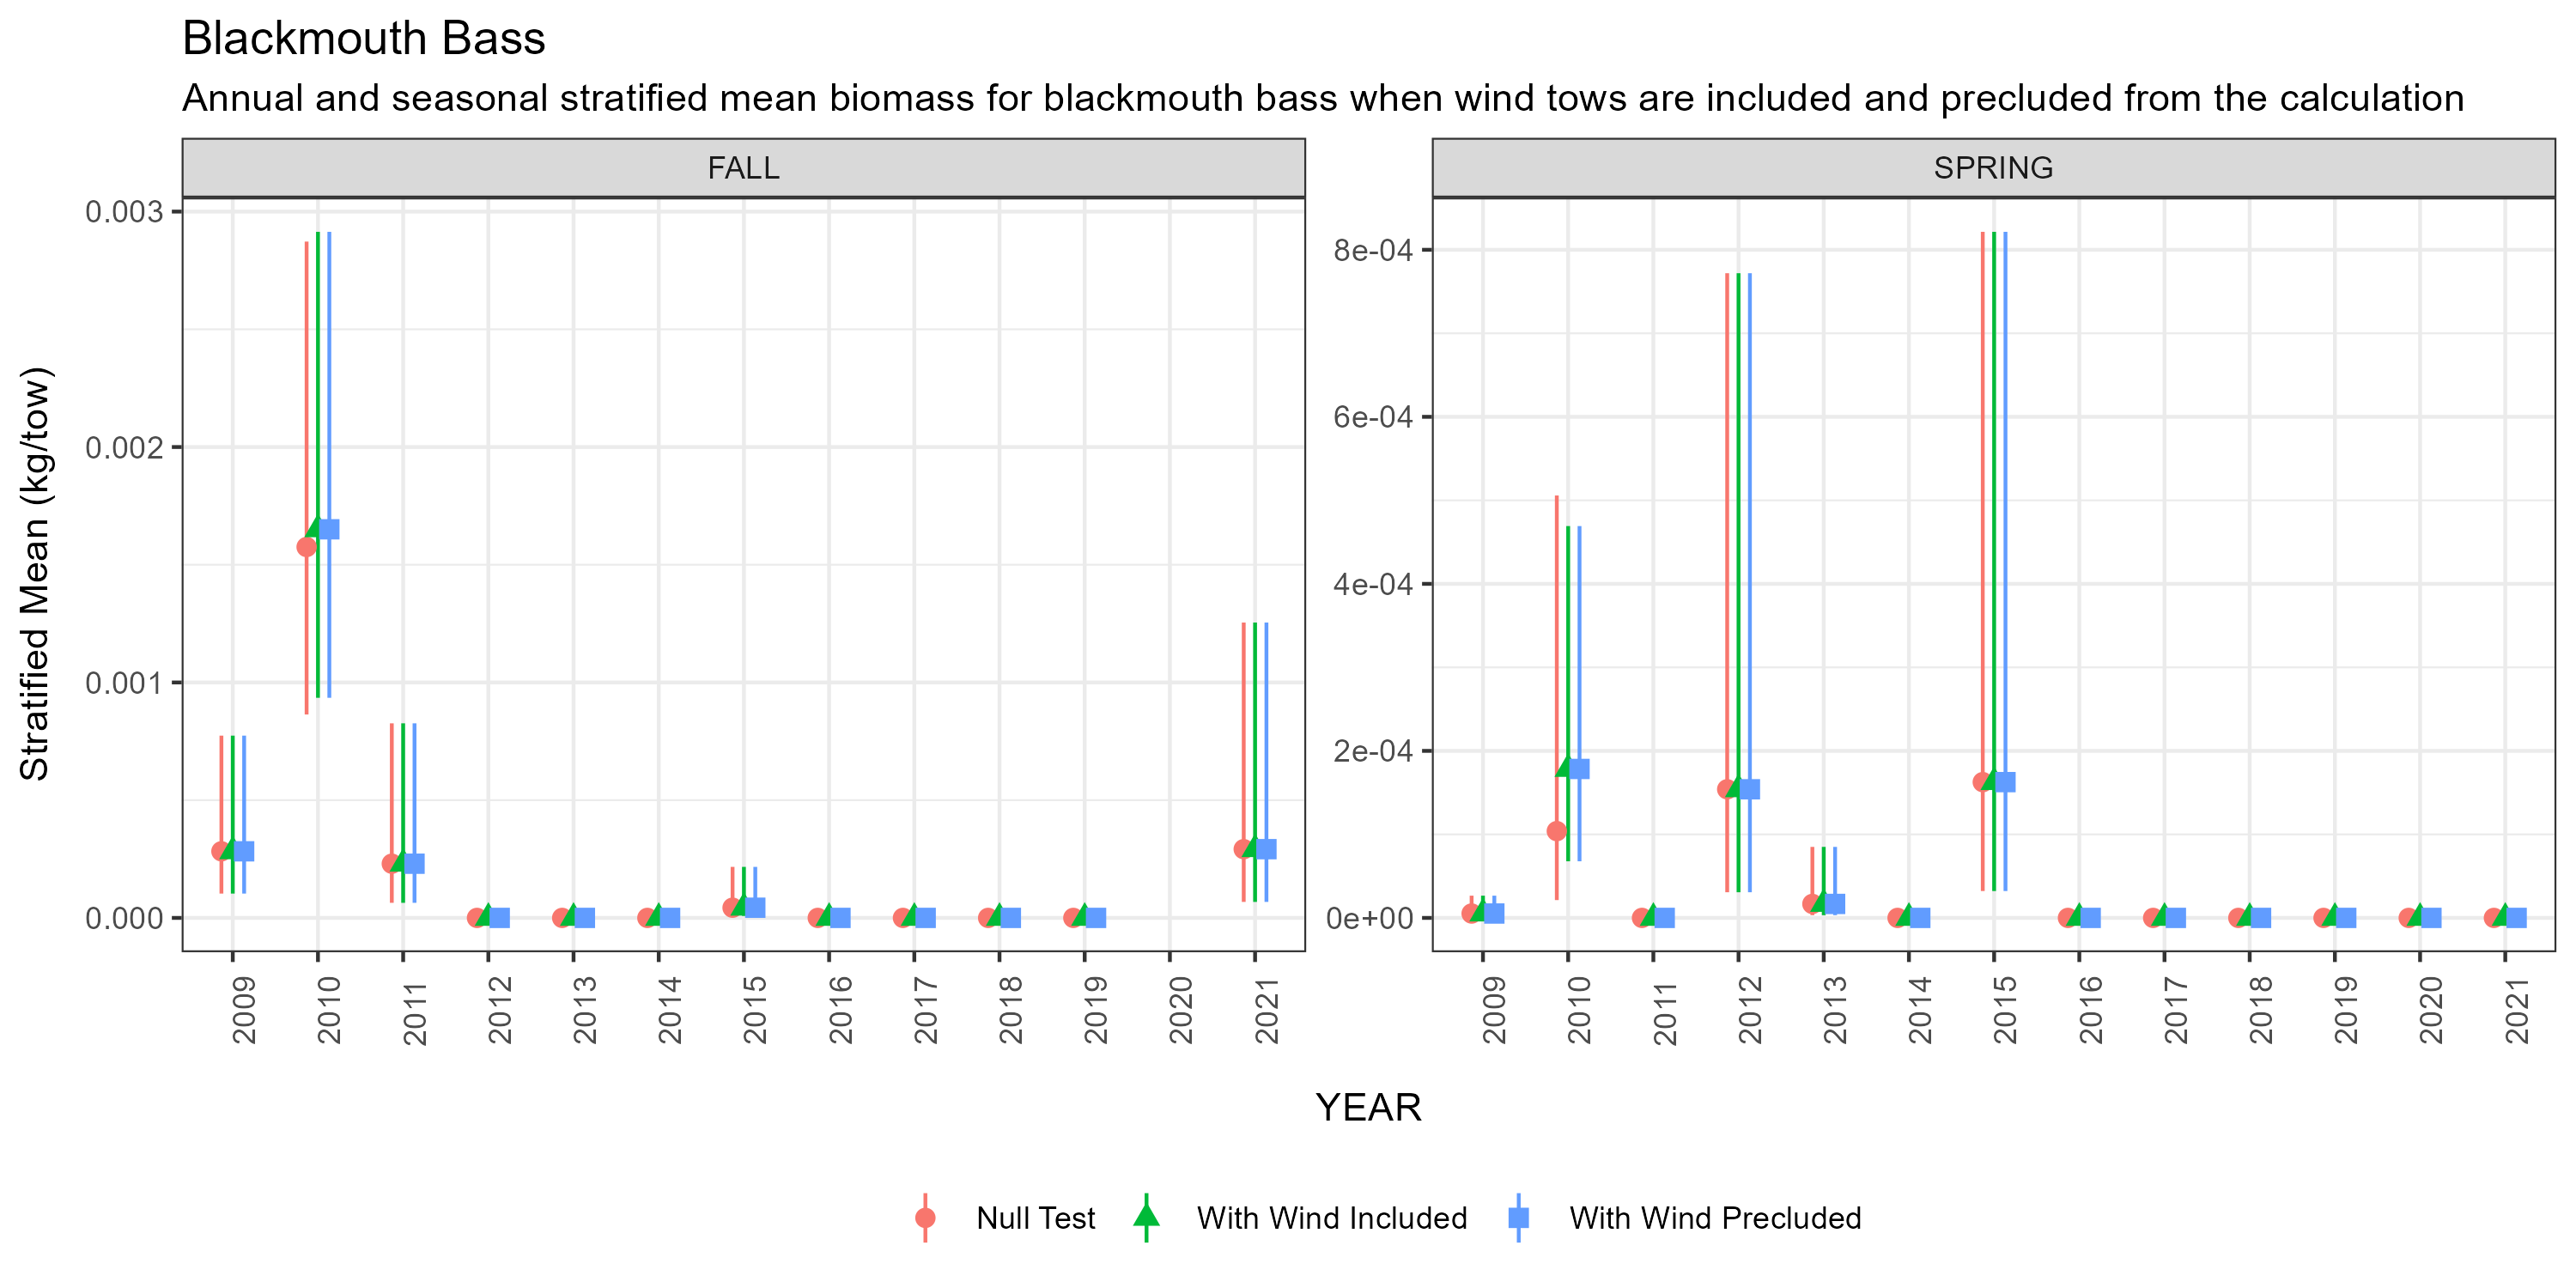 Blackmouth Bass
Annual and seasonal stratified mean biomass for blackmouth bass when wind tows are included and precluded from the calculation
FALL
SPRING
Stratified Mean (kg/tow)
0.003
0.002
0.001
0.000
8e-04
6e-04
4e-04
2e-04
0e+00
2009 2010 2011 2012 2013 2014 2015 2016 2017 2018 2019 2020 2021
2009 2010 2011 2012 2013 2014 2015 2016 2017 2018 2019 2020 2021
YEAR
Null Test With Wind Included With Wind Precluded